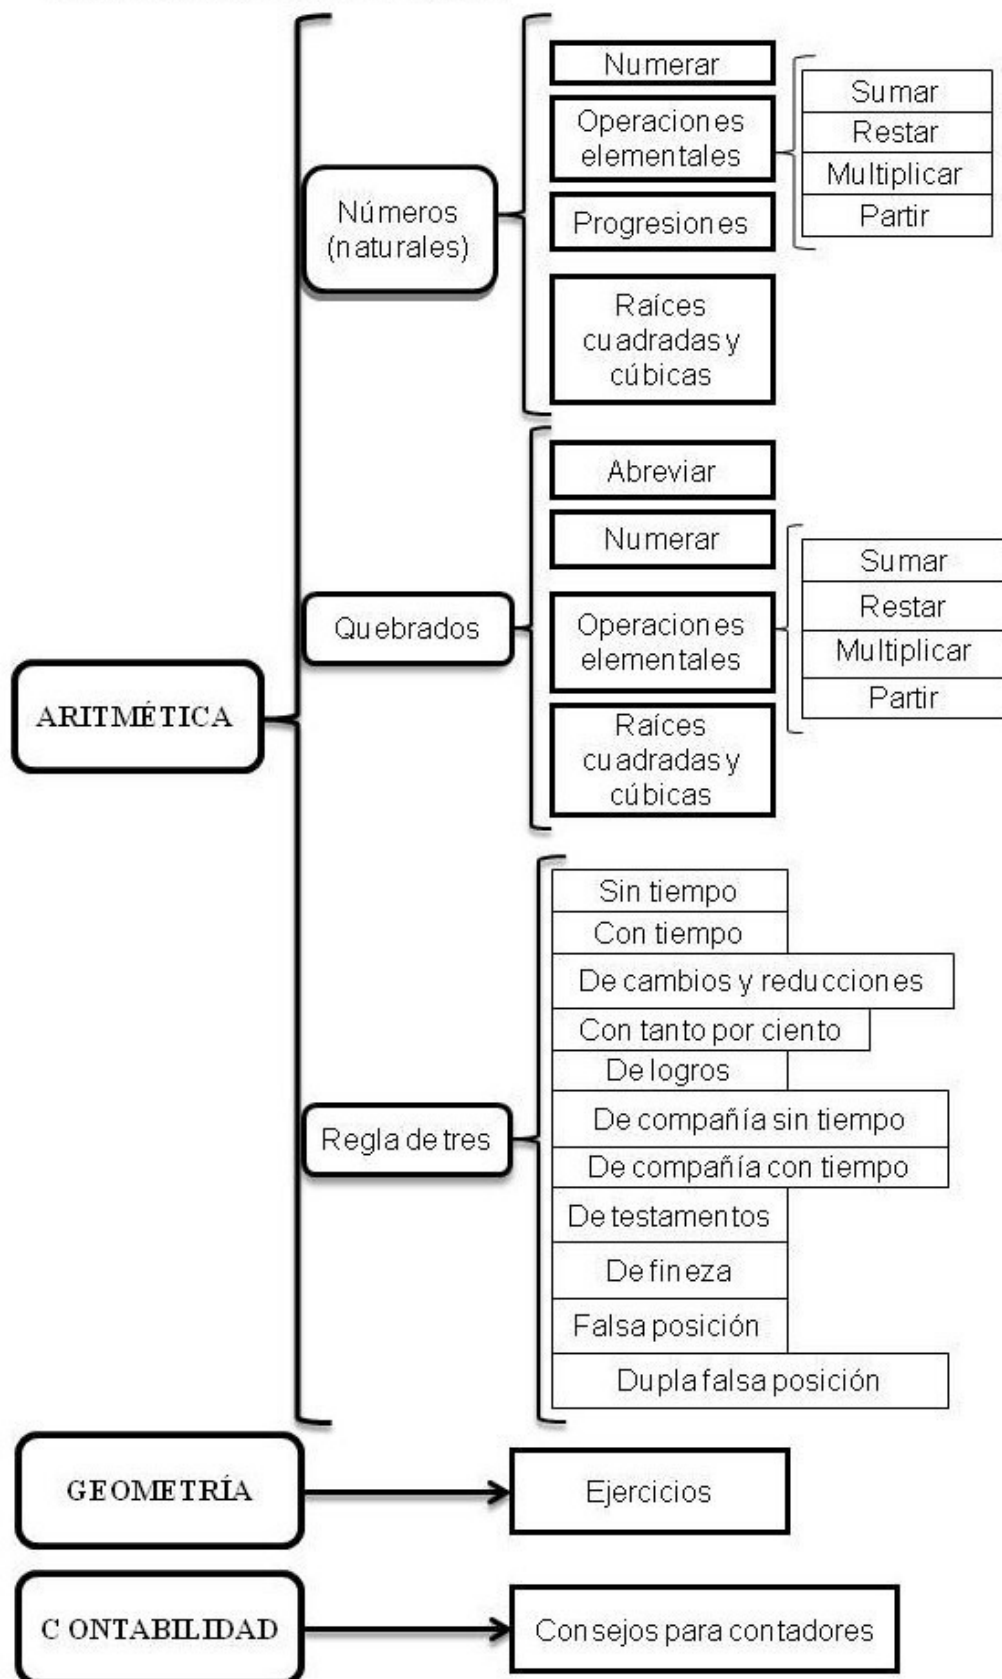 Numerar
Operaciones
elementales
Sumar
Restar
Multiplicar
Partir
Números
(naturales)
Progresiones
Raíces
cuadradas y
cúbicas
Abreviar
Numerar
Quebrados
Operaciones
elementales
Sumar
Restar
Multiplicar
Partir
ARITMÉTICA
Raíces
cuadradas y
cúbicas
Sin tiempo
Con tiempo
De cambios y reducciones
Con tanto por ciento
De logros
Regla de tres
De compañía sin tiempo
De compañía con tiempo
De testamentos
De fineza
Falsa posición
Dupla falsa posición
GEOMETRÍA
Ejercicios
C ONTABILIDAD
Consejos para contadores